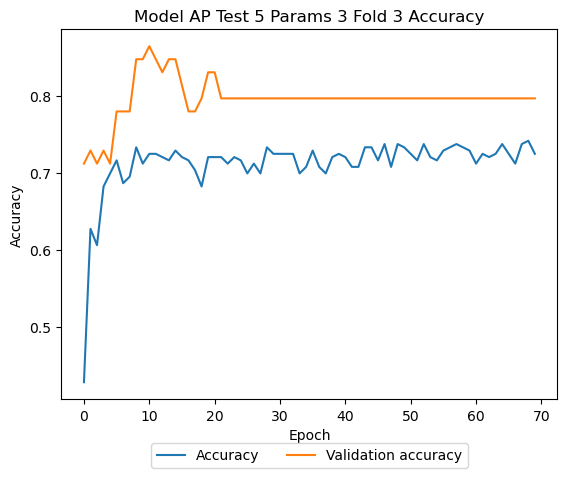 Model AP Test 5 Params 3 Fold 3 Accuracy
0.8
0.7
0.6
0.5
Accuracy
0 10 20 30 40 50 60 70
Epoch
Accuracy Validation accuracy